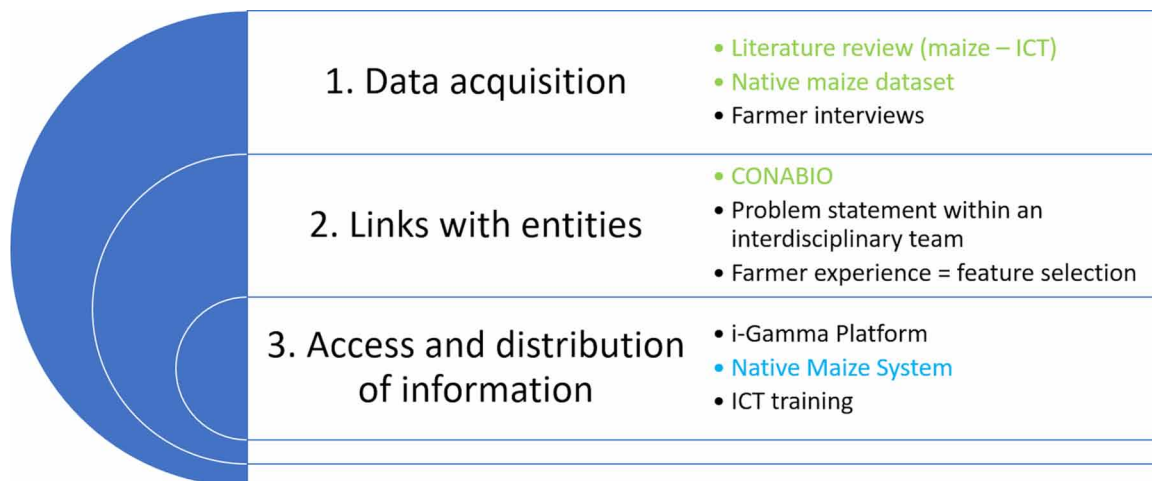 1. Data acquisition
• Literature review (maize – ICT)
• Native maize dataset
• Farmer interviews
2. Links with entities
• CONABIO
• Problem statement within an
interdisciplinary team
• Farmer experience = feature selection
3. Access and distribution
of information
• i-Gamma Platform
• Native Maize System
• ICT training